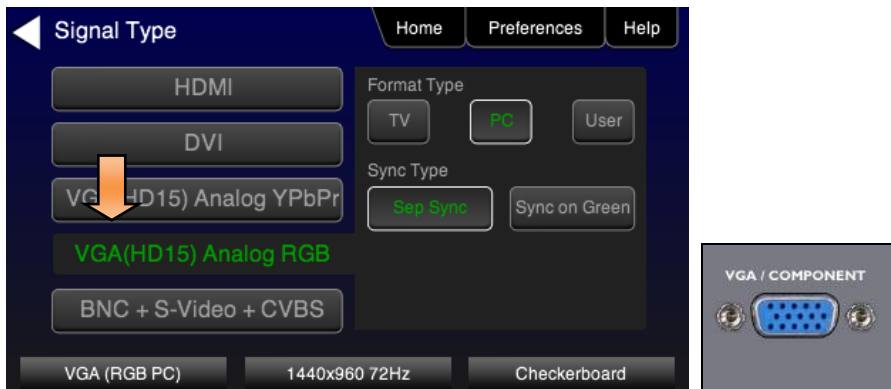 Signal Type
Home
Preferences
Help
HDMI
DVI
VG HD15) Analog YPbPr
VGA(HD15) Analog RGB
BNC + S-Video + CVBS
Format Type
TV
PC
User
Sync Type
Sep Sync
Sync on Green
VGA (RGB PC)
1440x960 72Hz
Checkerboard
VGA / COMPONENT